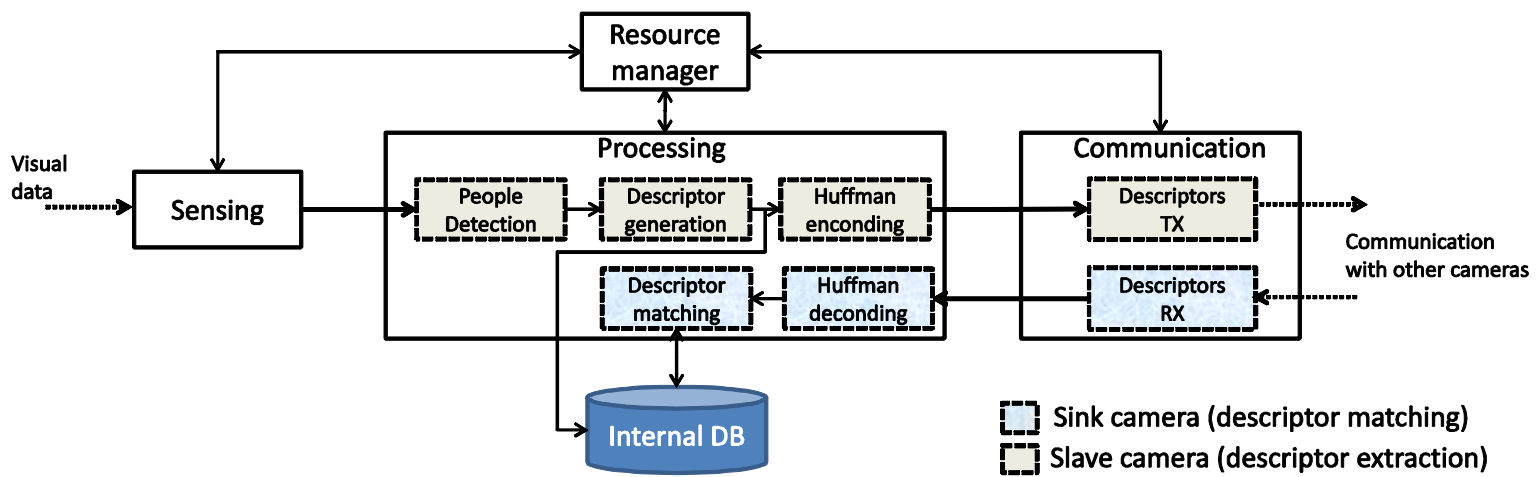 Resource
manager
Visual
data
Sensing
Processing
People
Detection
Descriptor
generation
Huffman
enconding
Descriptor
matching
Huffman
deconding
Communication
Descriptors
TX
Descriptors
RX
Communication
with other cameras
Internal DB
Sink camera (descriptor matching)
Slave camera (descriptor extraction)